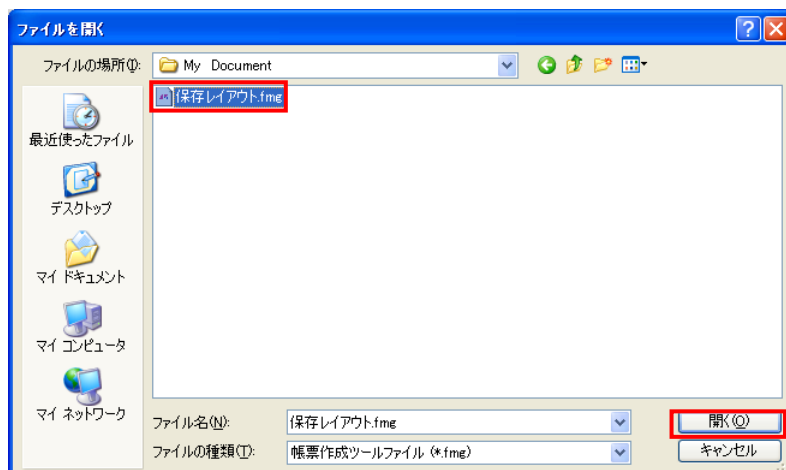 ファイルを開く
ファイルの場所(I):
My Document
保存レイアウト.fmg
最近使ったファイル
デスクトップ
マイ ドキュメント
マイ コンピュータ
マイ ネットワーク
ファイル名(N):
保存レイアウト.fmg
開く(O)
ファイルの種類(T):
帳票作成ツールファイル (*.fmg)
キャンセル